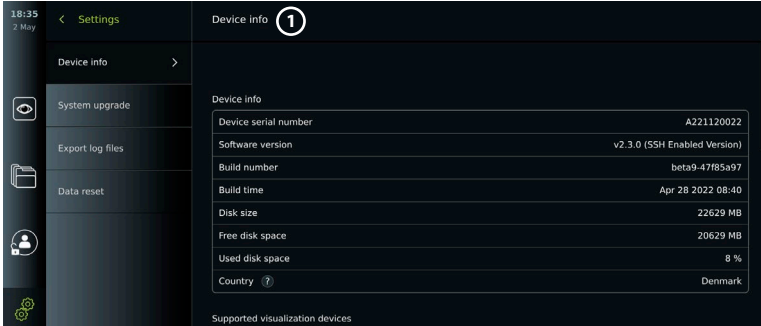 18:35
2 May
< Settings
Device info
System upgrade
Export log files
Data reset
Device info 1
Device info
Device serial number A221120022
Software version v2.3.0 (SSH Enabled Version)
Build number beta9-47f85a97
Build time Apr 28 2022 08:40
Disk size 22629 MB
Free disk space 20629 MB
Used disk space 8 %
Country ? Denmark
Supported visualization devices